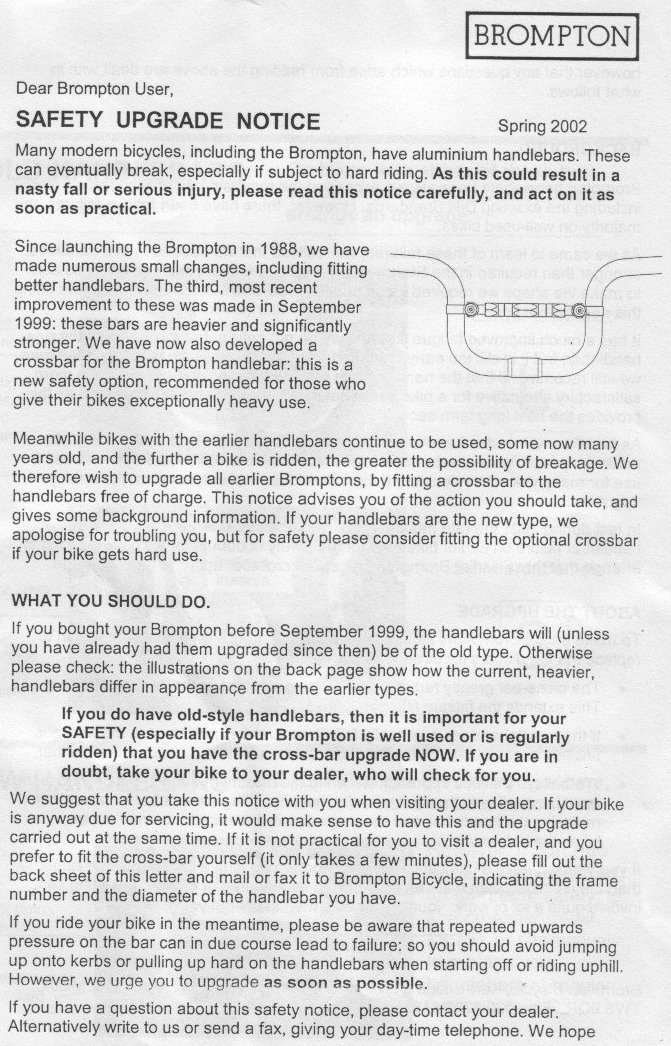 BROMPTON
Dear Brompton User,
SAFETY UPGRADE NOTICE
Spring 2002
Many modern bicycles, including the Brompton, have aluminium handlebars. These
can eventually break, especially if subject to hard riding. As this could result in a
nasty fall or serious injury, please read this notice carefully, and act on it as
soon as practical.
Since launching the Brompton in 1988, we have
made numerous small changes, including fitting
better handlebars. The third, most recent
improvement to these was made in September
1999: these bars are heavier and significantly
stronger. We have now also developed a
crossbar for the Brompton handlebar: this is a
new safety option, recommended for those who
give their bikes exceptionally heavy use.
Meanwhile bikes with the earlier handlebars continue to be used, some now many
years old, and the further a bike is ridden, the greater the possibility of breakage. We
therefore wish to upgrade all earlier Bromptons, by fitting a crossbar to the
handlebars free of charge. This notice advises you of the action you should take, and
gives some background information. If your handlebars are the new type, we
apologise for troubling you, but for safety please consider fitting the optional crossbar
if your bike gets hard use.
WHAT YOU SHOULD DO.
If you bought your Brompton before September 1999, the handlebars will (unless
you have already had them upgraded since then) be of the old type. Otherwise
please check: the illustrations on the back page show how the current, heavier,
handlebars differ in appearance from the earlier types.
If you do have old-style handlebars, then it is important for your
SAFETY (especially if your Brompton is well used or is regularly
ridden) that you have the cross-bar upgrade NOW. If you are in
doubt, take your bike to your dealer, who will check for you.
We suggest that you take this notice with you when visiting your dealer. If your bike
is anyway due for servicing, it would make sense to have this and the upgrade
carried out at the same time. If it is not practical for you to visit a dealer, and you
prefer to fit the cross-bar yourself (it only takes a few minutes), please fill out the
back sheet of this letter and mail or fax it to Brompton Bicycle, indicating the frame
number and the diameter of the handlebar you have.
If you ride your bike in the meantime, please be aware that repeated upwards
pressure on the bar can in due course lead to failure: so you should avoid jumping
up onto kerbs or pulling up hard on the handlebars when starting off or riding uphill.
However, we urge you to upgrade as soon as possible.
If you have a question about this safety notice, please contact your dealer.
Alternatively write to us or send a fax, giving your day-time telephone. We hope